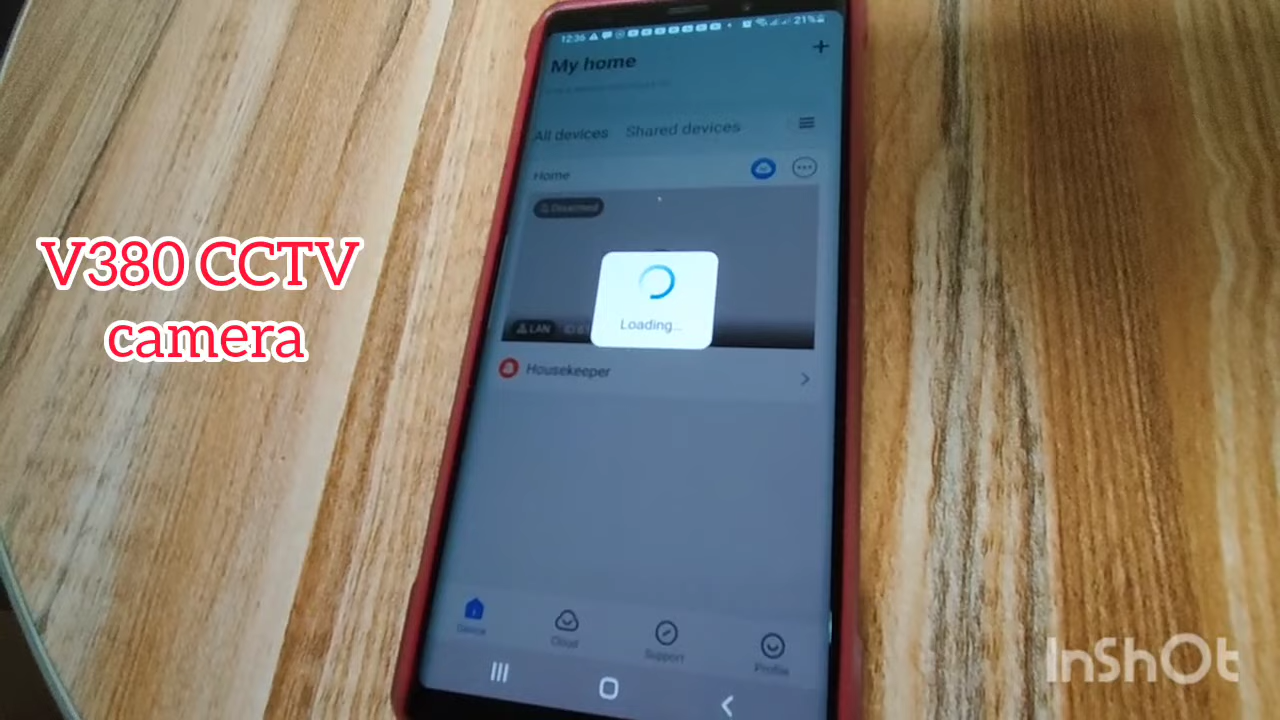 V380 CCTV
camera
12:36
21%
My home
+
All devices
Shared devices
Home
Disarmed
LAN
Loading...
Housekeeper
Device
Cloud
Support
Profile
InShOt